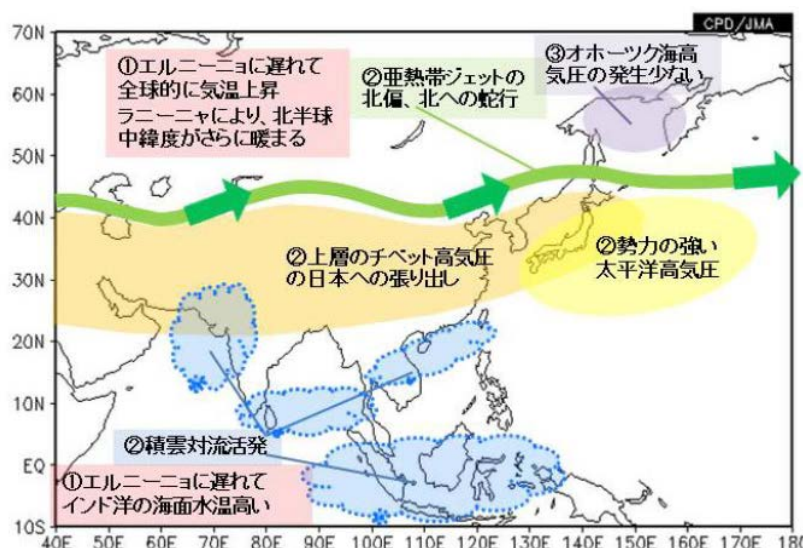 CPD/JMA
70N
60N
50N
40N
30N
20N
10N
EQ
10S
①エルニーニョに遅れて
全球的に気温上昇
ラニーニャにより、北半球
中緯度がさらに暖まる
②亜熱帯ジェットの
北偏、北への蛇行
③オホーツク海高
気圧の発生少ない
②上層のチベット高気圧
の日本への張り出し
②勢力の強い
太平洋高気圧
②積雲対流活発
①エルニーニョに遅れて
インド洋の海面水温高い
40E 50E 60E 70E 80E 90E 100E 110E 120E 130E 140E 150E 160E 170E 180